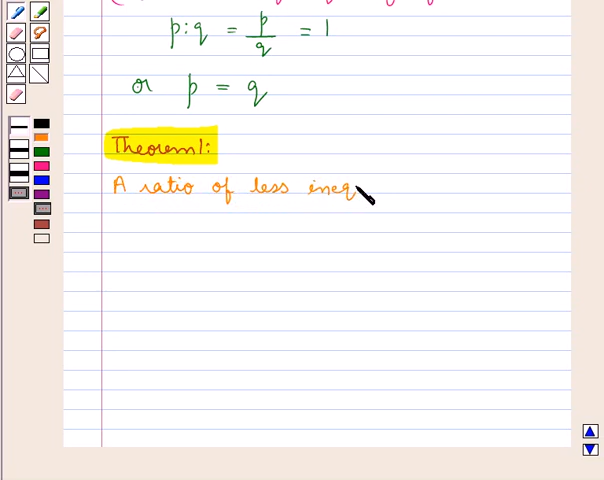 p:q = p/q = 1
or p = q
Theorem1:
A ratio of less ineq